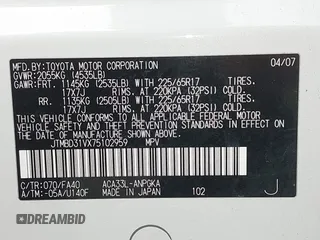 MFD. BY: TOYOTA MOTOR CORPORATION 04/07
GVWR: 2055KG (4535LB)
GAWR: FRT. 1145KG (2535LB) WITH 225/65R17 TIRES,
17X7J RIMS, AT 220KPA (32PSI) COLD
RR. 1135KG (2505LB) WITH 225/65R17 TIRES,
17X7J RIMS, AT 220KPA (32PSI) COLD
THIS VEHICLE CONFORMS TO ALL APPLICABLE FEDERAL
MOTOR VEHICLE SAFETY STANDARDS IN EFFECT ON THE
DATE OF MANUFACTURE SHOWN ABOVE.
JTMBD31VX75102959 MPV
C/TR: 070/FA40 ACA33L-ANPGKA
A/TM: -05A/U140F MADE IN JAPAN 102 J
DREAMBID